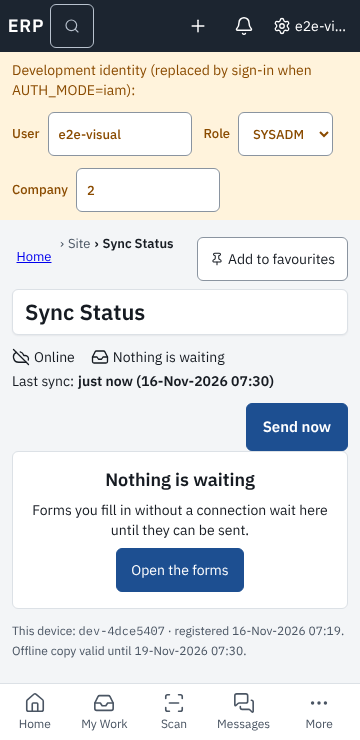 ERP
e2e-vi...
Development identity (replaced by sign-in when
AUTH_MODE=iam):
User
e2e-visual
Role
SYSADM
Company
2
Home
› Site › Sync Status
Add to favourites
Sync Status
Online
Nothing is waiting
Last sync: just now (16-Nov-2026 07:30)
Send now
Nothing is waiting
Forms you fill in without a connection wait here
until they can be sent.
Open the forms
This device: dev-4dce5407 · registered 16-Nov-2026 07:19.
Offline copy valid until 19-Nov-2026 07:30.
Home
My Work
Scan
Messages
More